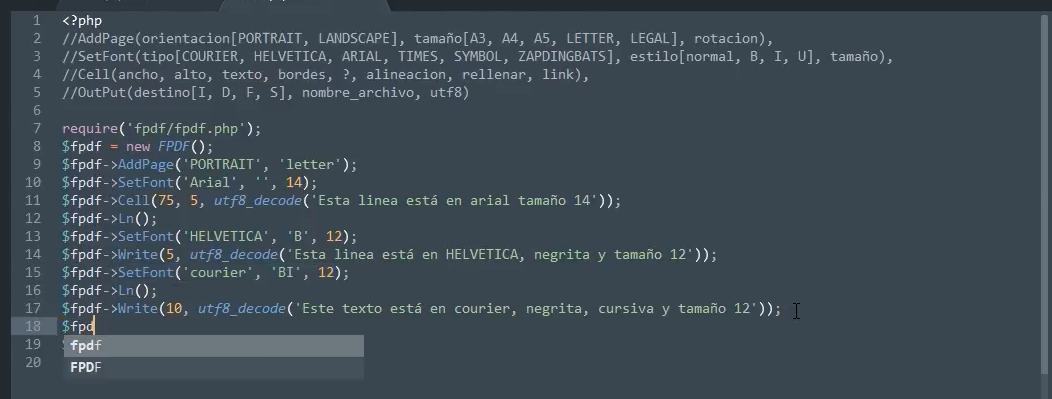 1 <?php
2 //AddPage(orientacion[PORTRAIT, LANDSCAPE], tamaño[A3, A4, A5, LETTER, LEGAL], rotacion),
3 //SetFont(tipo[COURIER, HELVETICA, ARIAL, TIMES, SYMBOL, ZAPDINGBATS], estilo[normal, B, I, U], tamaño),
4 //Cell(ancho, alto, texto, bordes, ?, alineacion, rellenar, link),
5 //OutPut(destino[I, D, F, S], nombre_archivo, utf8)
6
7 require('fpdf/fpdf.php');
8 $fpdf = new FPDF();
9 $fpdf->AddPage('PORTRAIT', 'letter');
10 $fpdf->SetFont('Arial', '', 14);
11 $fpdf->Cell(75, 5, utf8_decode('Esta linea está en arial tamaño 14'));
12 $fpdf->Ln();
13 $fpdf->SetFont('HELVETICA', 'B', 12);
14 $fpdf->Write(5, utf8_decode('Esta linea está en HELVETICA, negrita y tamaño 12'));
15 $fpdf->SetFont('courier', 'BI', 12);
16 $fpdf->Ln();
17 $fpdf->Write(10, utf8_decode('Este texto está en courier, negrita, cursiva y tamaño 12'));
18 $fpd
19 fpdf
20 FPDF